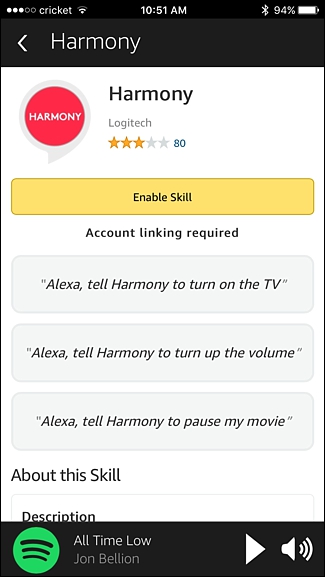 cricket 10:51 AM 94%
Harmony
HARMONY
Harmony
Logitech
80
Enable Skill
Account linking required
"Alexa, tell Harmony to turn on the TV"
"Alexa, tell Harmony to turn up the volume"
"Alexa, tell Harmony to pause my movie"
About this Skill
Description
All Time Low
Jon Bellion